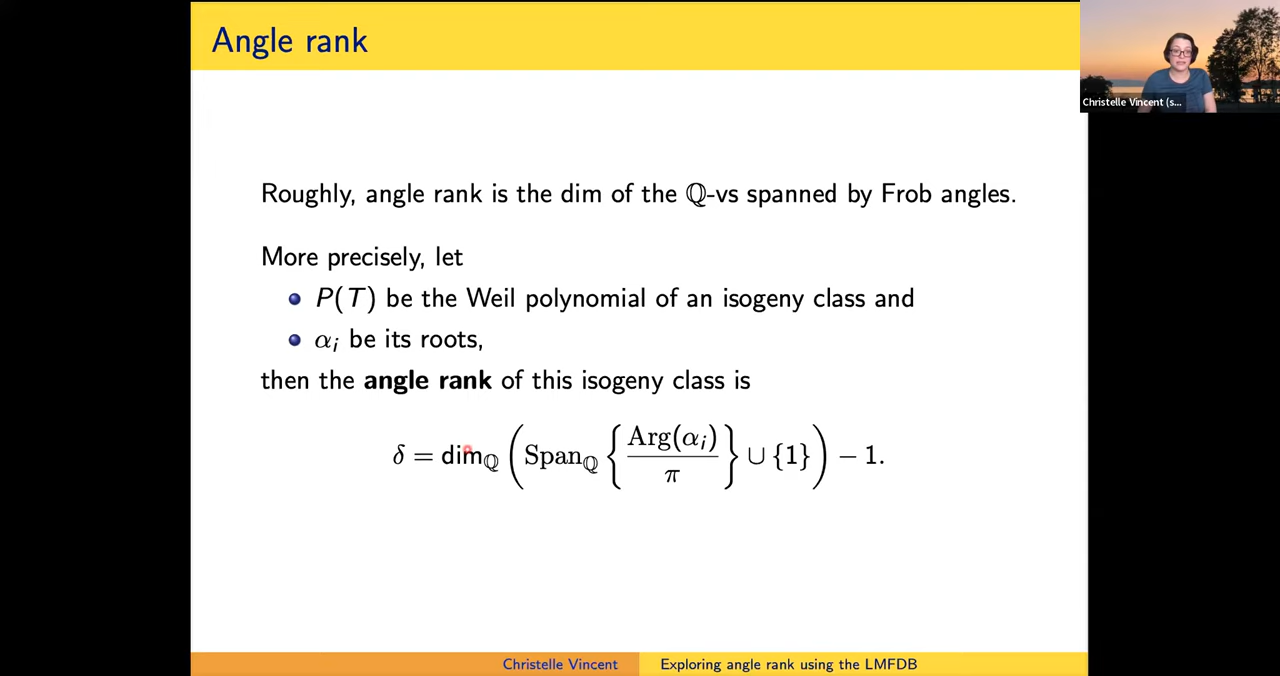 Angle rank
Christelle Vincent (s...
Roughly, angle rank is the dim of the ℚ-vs spanned by Frob angles.
More precisely, let
P(T) be the Weil polynomial of an isogeny class and
α_i be its roots,
then the angle rank of this isogeny class is
δ = dim_ℚ ( Span_ℚ { Arg(α_i) / π } ∪ {1} ) − 1.
Christelle Vincent
Exploring angle rank using the LMFDB